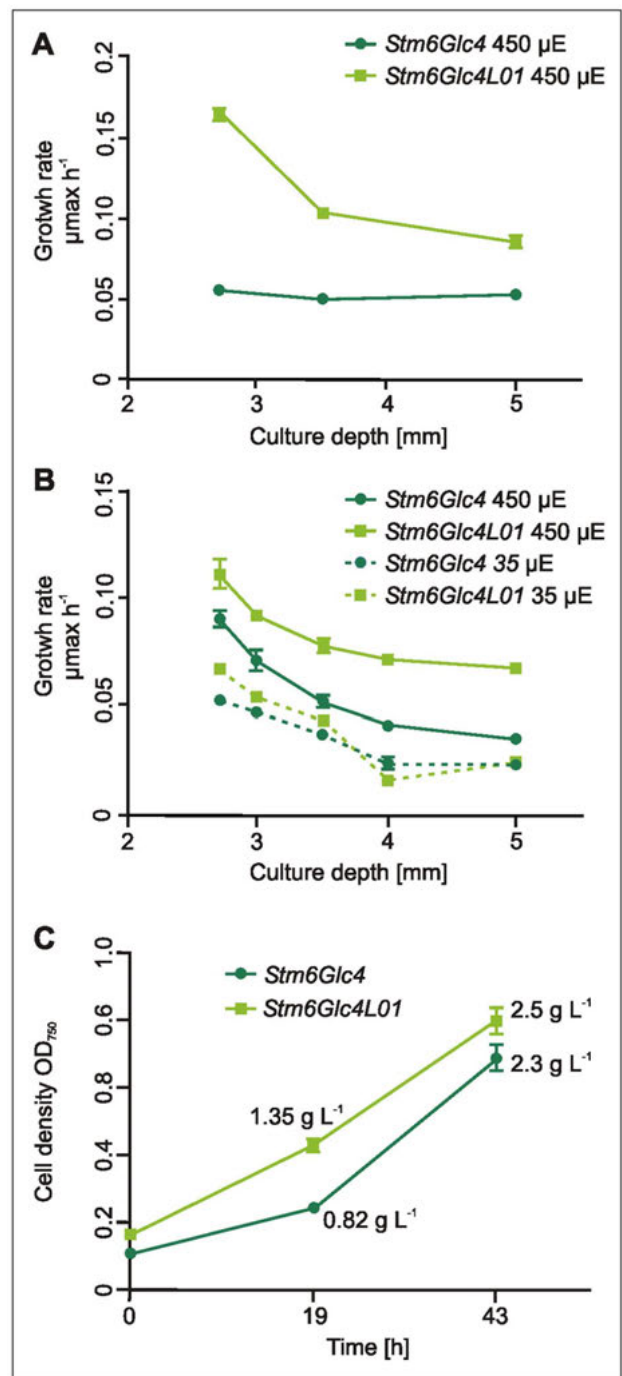 A
Stm6Glc4 450 µE
Stm6Glc4L01 450 µE
Grotwh rate
µmax h⁻¹
0.2
0.15
0.10
0.05
0
2 3 4 5
Culture depth [mm]
B
Stm6Glc4 450 µE
Stm6Glc4L01 450 µE
Stm6Glc4 35 µE
Stm6Glc4L01 35 µE
Grotwh rate
µmax h⁻¹
0.15
0.10
0.05
0
2 3 4 5
Culture depth [mm]
C
Stm6Glc4
Stm6Glc4L01
Cell density OD₇₅₀
1.0
0.6
0.8
0.4
0.2
0
2.5 g L⁻¹
2.3 g L⁻¹
1.35 g L⁻¹
0.82 g L⁻¹
0 19 43
Time [h]